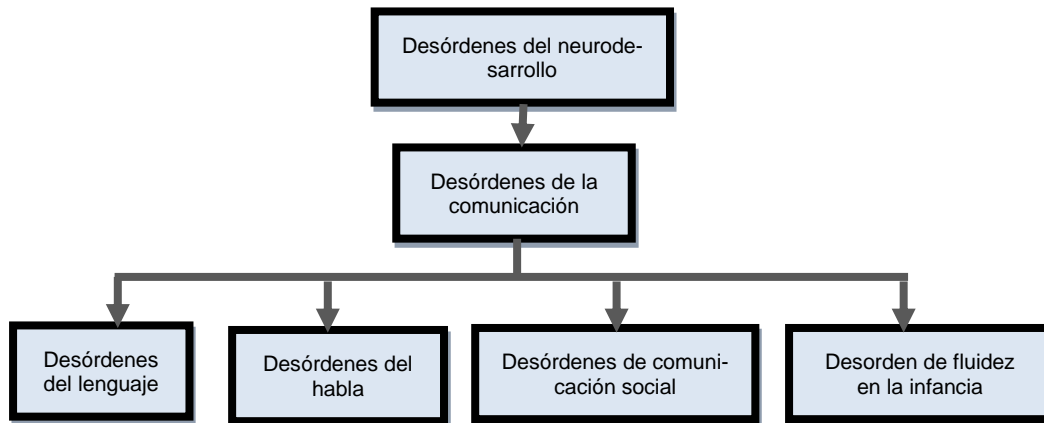 Desórdenes del neurode-
sarrollo
Desórdenes de la
comunicación
Desórdenes
del lenguaje
Desórdenes del
habla
Desórdenes de comuni-
cación social
Desorden de fluidez
en la infancia